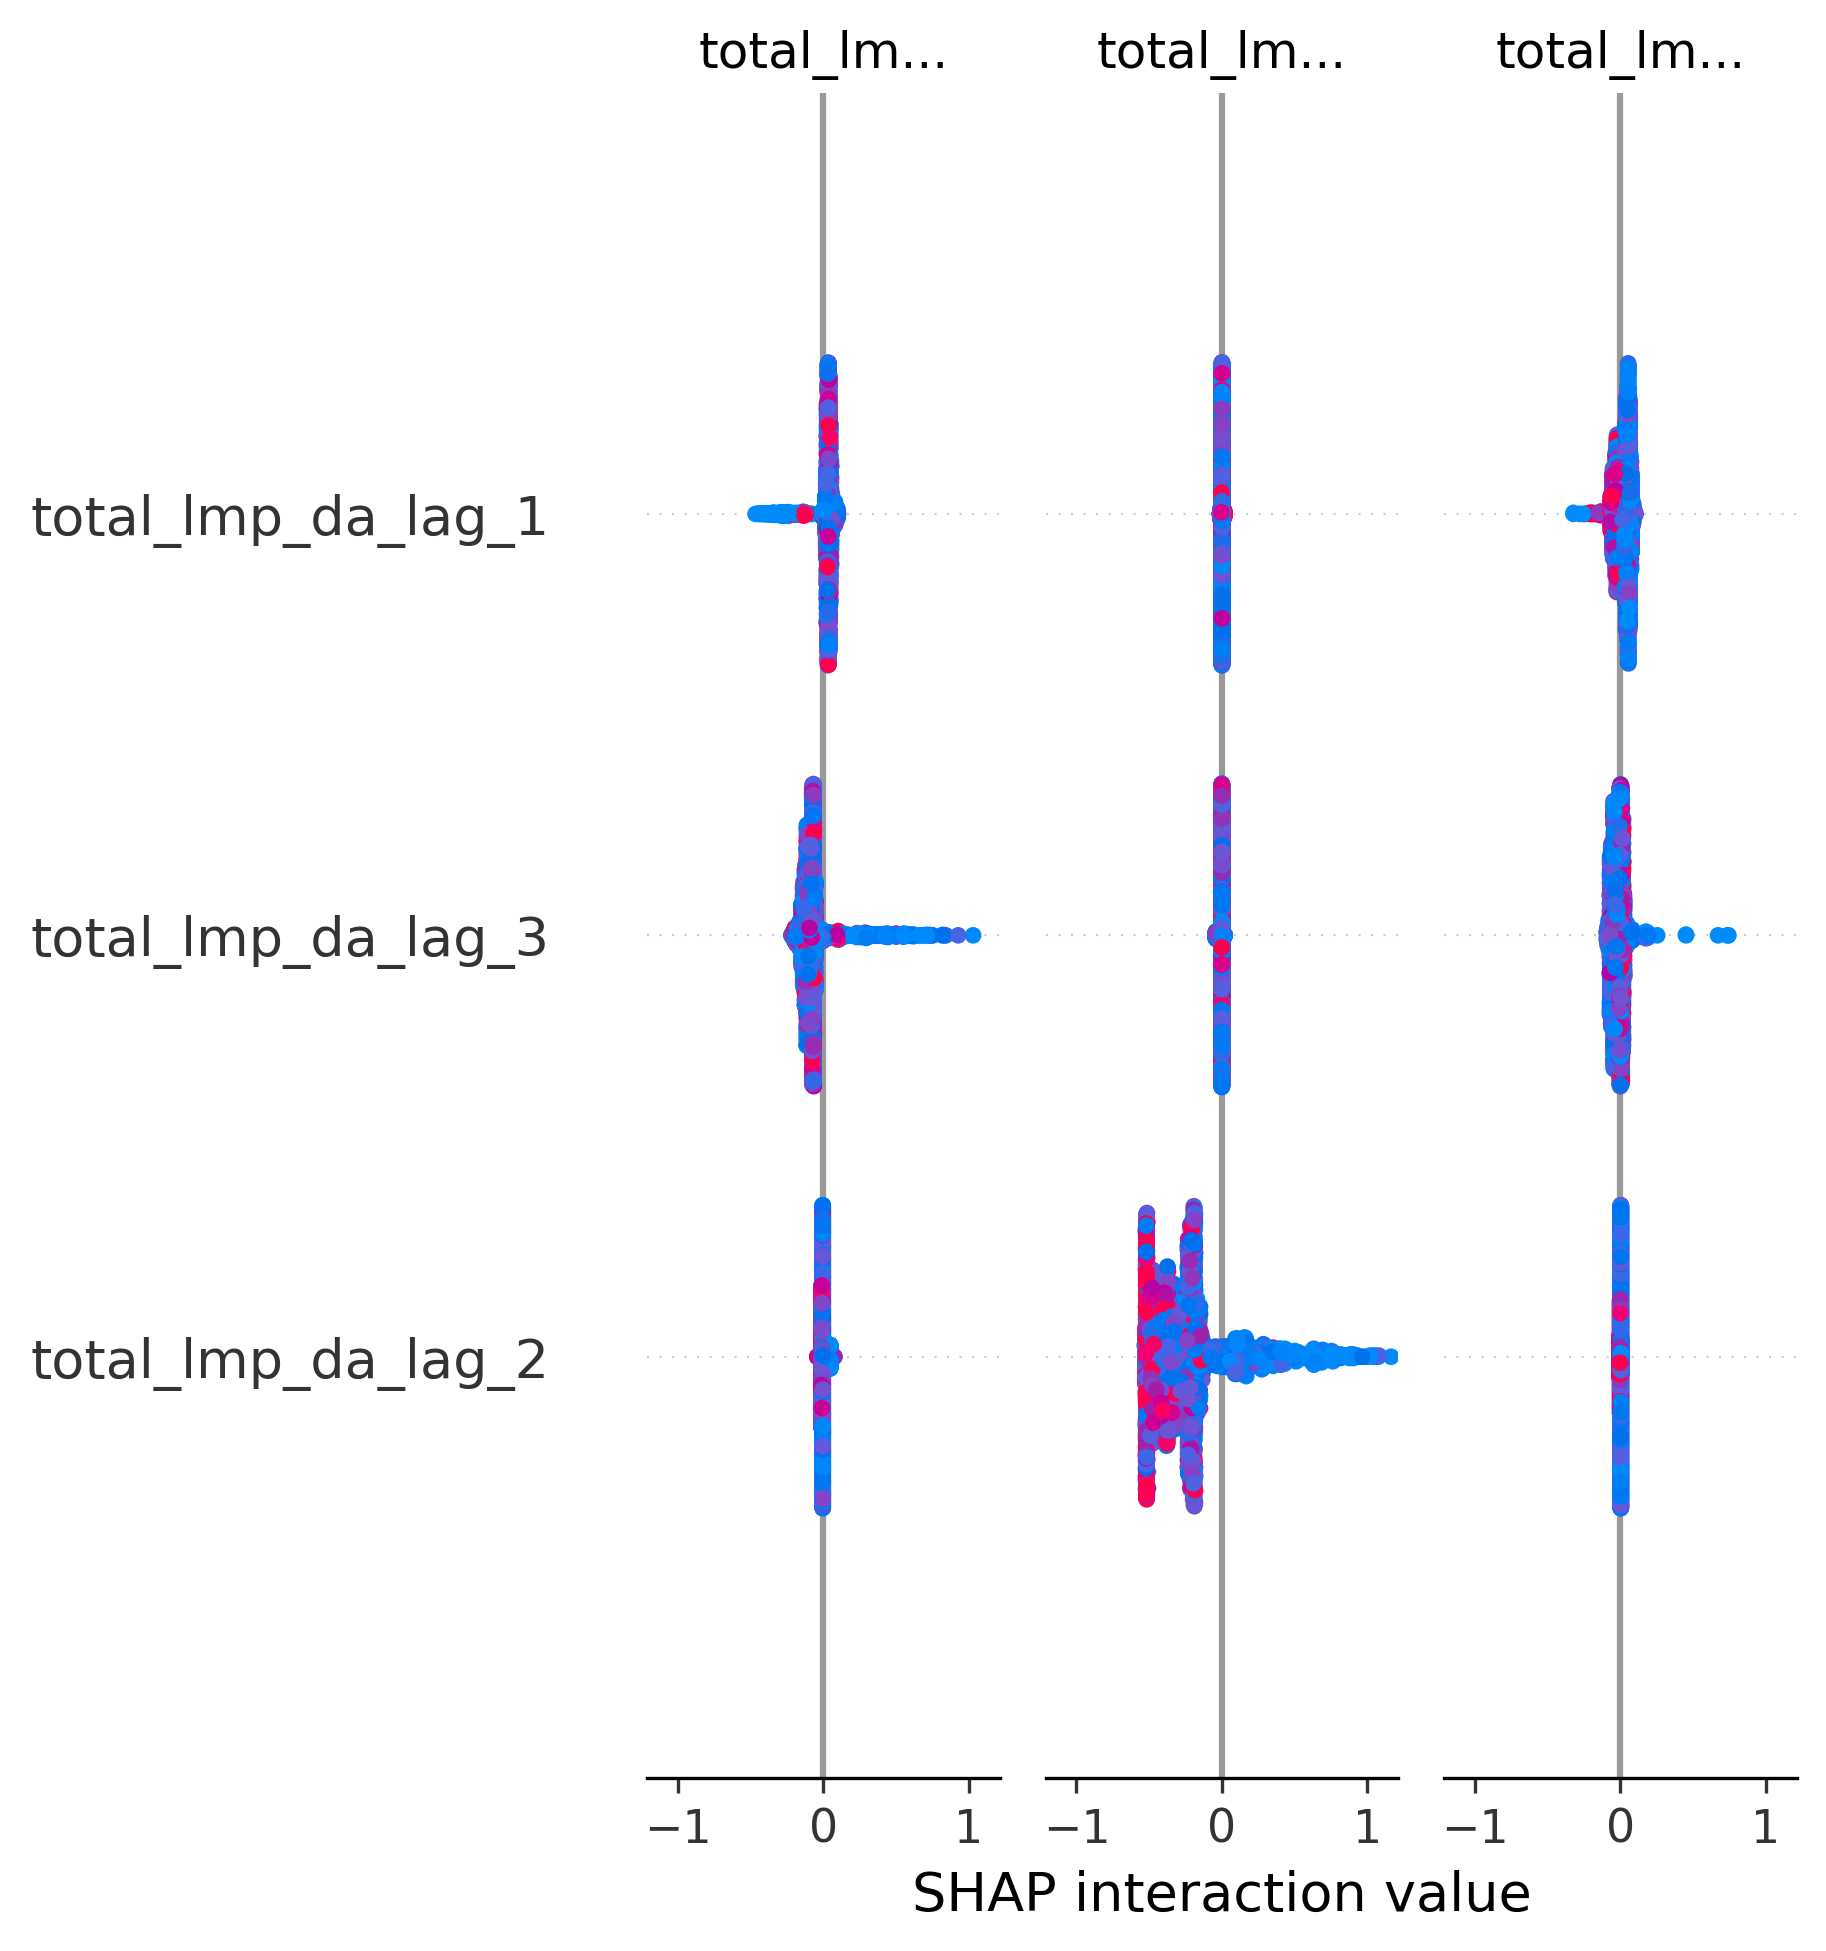 total_lm... total_lm... total_lm...
total_lmp_da_lag_1
total_lmp_da_lag_3
total_lmp_da_lag_2
−1 0 1 −1 0 1 −1 0 1
SHAP interaction value